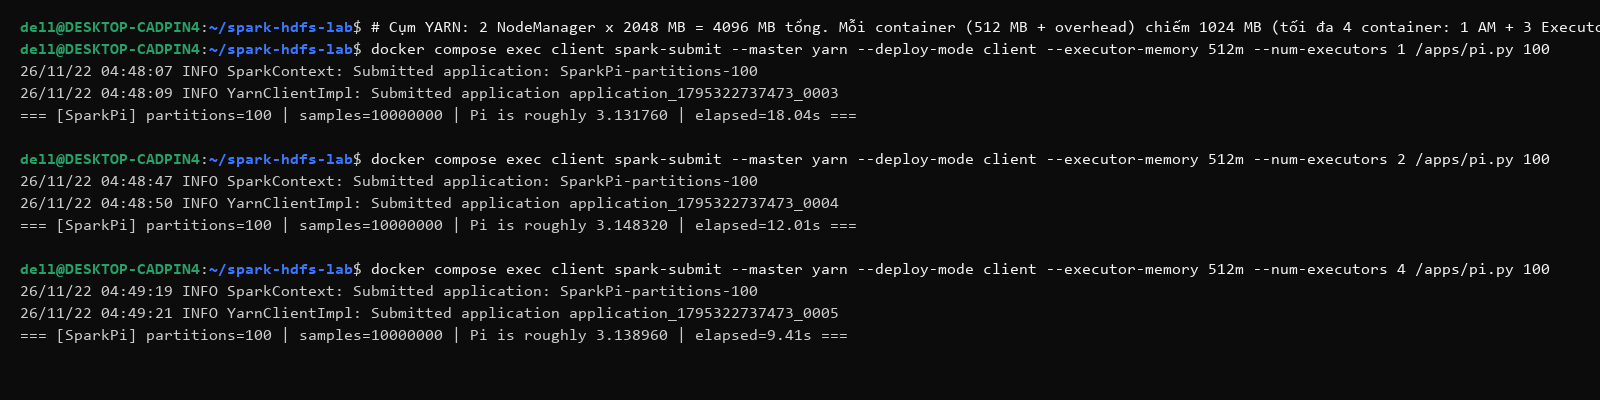 dell@DESKTOP-CADPIN4:~/spark-hdfs-lab$ # Cụm YARN: 2 NodeManager x 2048 MB = 4096 MB tổng. Mỗi container (512 MB + overhead) chiếm 1024 MB (tối đa 4 container: 1 AM + 3 Executo
dell@DESKTOP-CADPIN4:~/spark-hdfs-lab$ docker compose exec client spark-submit --master yarn --deploy-mode client --executor-memory 512m --num-executors 1 /apps/pi.py 100
26/11/22 04:48:07 INFO SparkContext: Submitted application: SparkPi-partitions-100
26/11/22 04:48:09 INFO YarnClientImpl: Submitted application application_1795322737473_0003
=== [SparkPi] partitions=100 | samples=10000000 | Pi is roughly 3.131760 | elapsed=18.04s ===
dell@DESKTOP-CADPIN4:~/spark-hdfs-lab$ docker compose exec client spark-submit --master yarn --deploy-mode client --executor-memory 512m --num-executors 2 /apps/pi.py 100
26/11/22 04:48:47 INFO SparkContext: Submitted application: SparkPi-partitions-100
26/11/22 04:48:50 INFO YarnClientImpl: Submitted application application_1795322737473_0004
=== [SparkPi] partitions=100 | samples=10000000 | Pi is roughly 3.148320 | elapsed=12.01s ===
dell@DESKTOP-CADPIN4:~/spark-hdfs-lab$ docker compose exec client spark-submit --master yarn --deploy-mode client --executor-memory 512m --num-executors 4 /apps/pi.py 100
26/11/22 04:49:19 INFO SparkContext: Submitted application: SparkPi-partitions-100
26/11/22 04:49:21 INFO YarnClientImpl: Submitted application application_1795322737473_0005
=== [SparkPi] partitions=100 | samples=10000000 | Pi is roughly 3.138960 | elapsed=9.41s ===